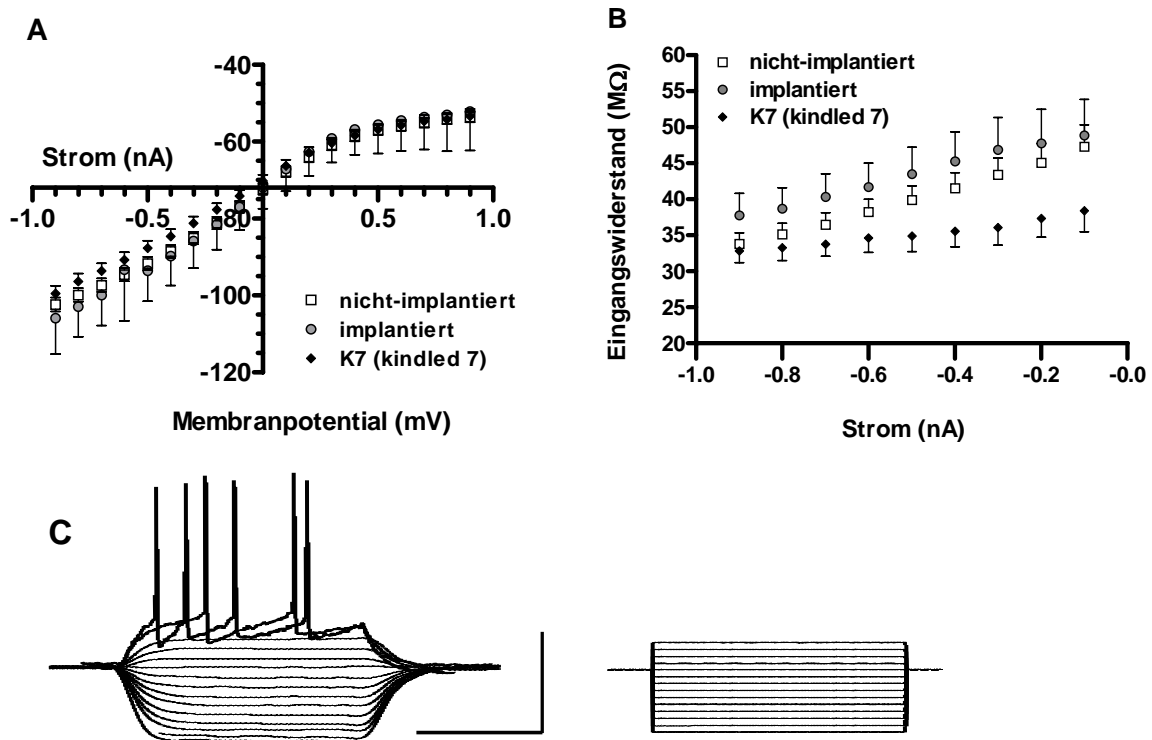 A
-40
-60
Strom (nA)
-1.0
-0.5
0.5
1.0
-80
-100
-120
nicht-implantiert
implantiert
K7 (kindled 7)
Membranpotential (mV)
B
60
55
50
45
40
35
30
25
20
Eingangswiderstand (MΩ)
nicht-implantiert
implantiert
K7 (kindled 7)
-1.0
-0.8
-0.6
-0.4
-0.2
-0.0
Strom (nA)
C